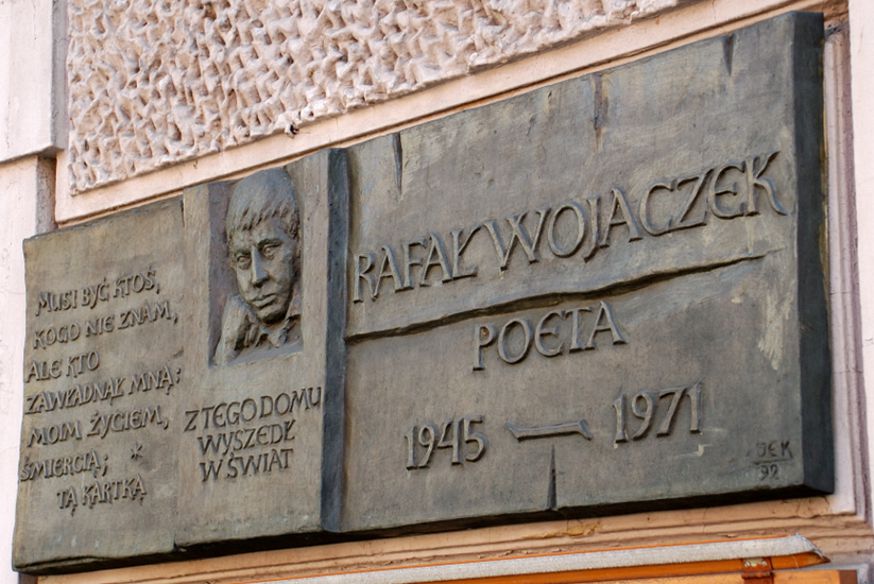 MUSI BYĆ KTOŚ,
KOGO NIE ZNAM,
ALE KTO
ZAWŁADNĄŁ MNĄ:
MOIM ŻYCIEM,
ŚMIERCIĄ; *
TĄ KARTKĄ
Z TEGO DOMU
WYSZEDŁ
W ŚWIAT
RAFAŁ WOJACZEK
POETA
1945 – 1971
92